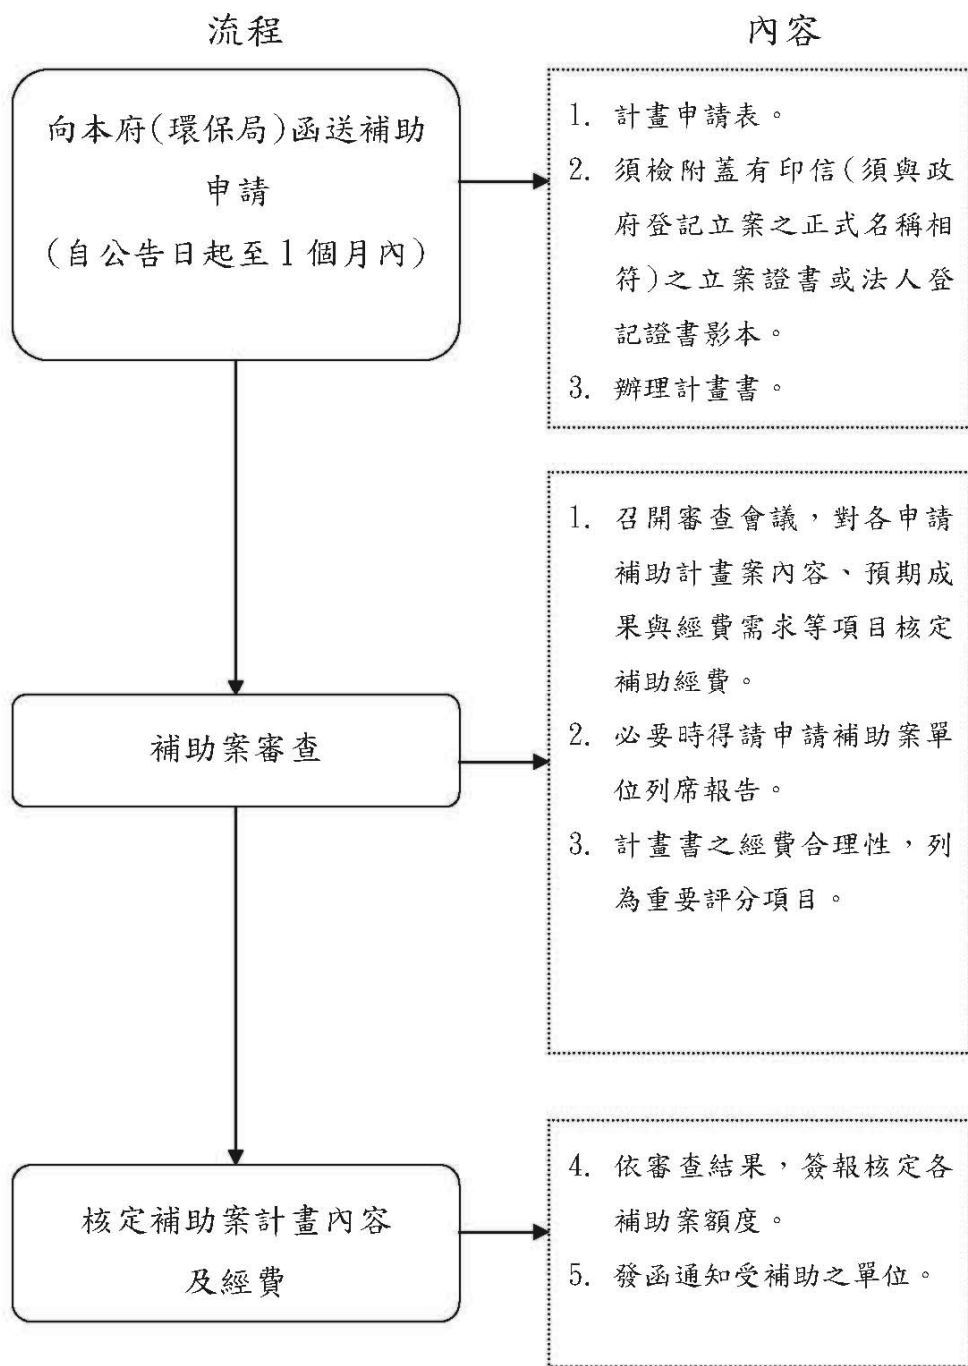 流程
內容
向本府(環保局)函送補助
申請
(自公告日起至1個月內)
1. 計畫申請表。
2. 須檢附蓋有印信(須與政
府登記立案之正式名稱相
符)之立案證書或法人登
記證書影本。
3. 辦理計畫書。
補助案審查
1. 召開審查會議，對各申請
補助計畫案內容、預期成
果與經費需求等項目核定
補助經費。
2. 必要時得請申請補助案單
位列席報告。
3. 計畫書之經費合理性，列
為重要評分項目。
核定補助案計畫內容
及經費
4. 依審查結果，簽報核定各
補助案額度。
5. 發函通知受補助之單位。